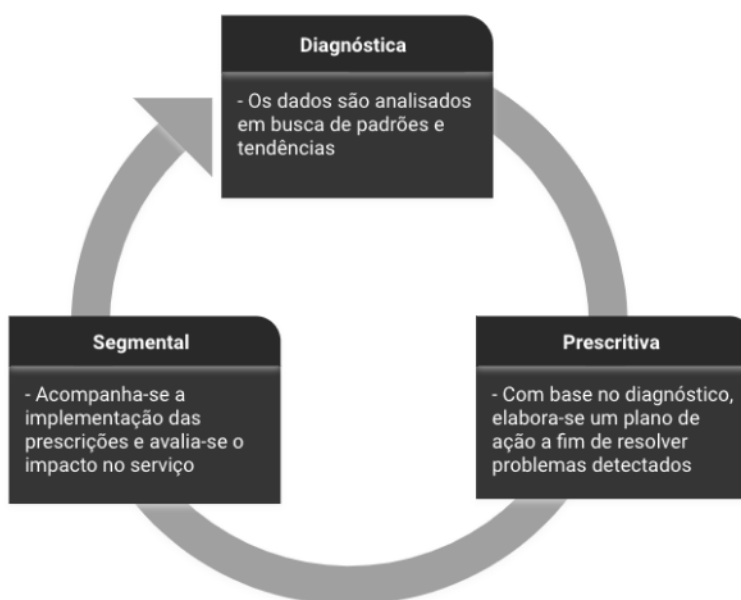 Diagnóstica
- Os dados são analisados
em busca de padrões e
tendências
Segmental
- Acompanha-se a
implementação das
prescrições e avalia-se o
impacto no serviço
Prescritiva
- Com base no diagnóstico,
elabora-se um plano de
ação a fim de resolver
problemas detectados